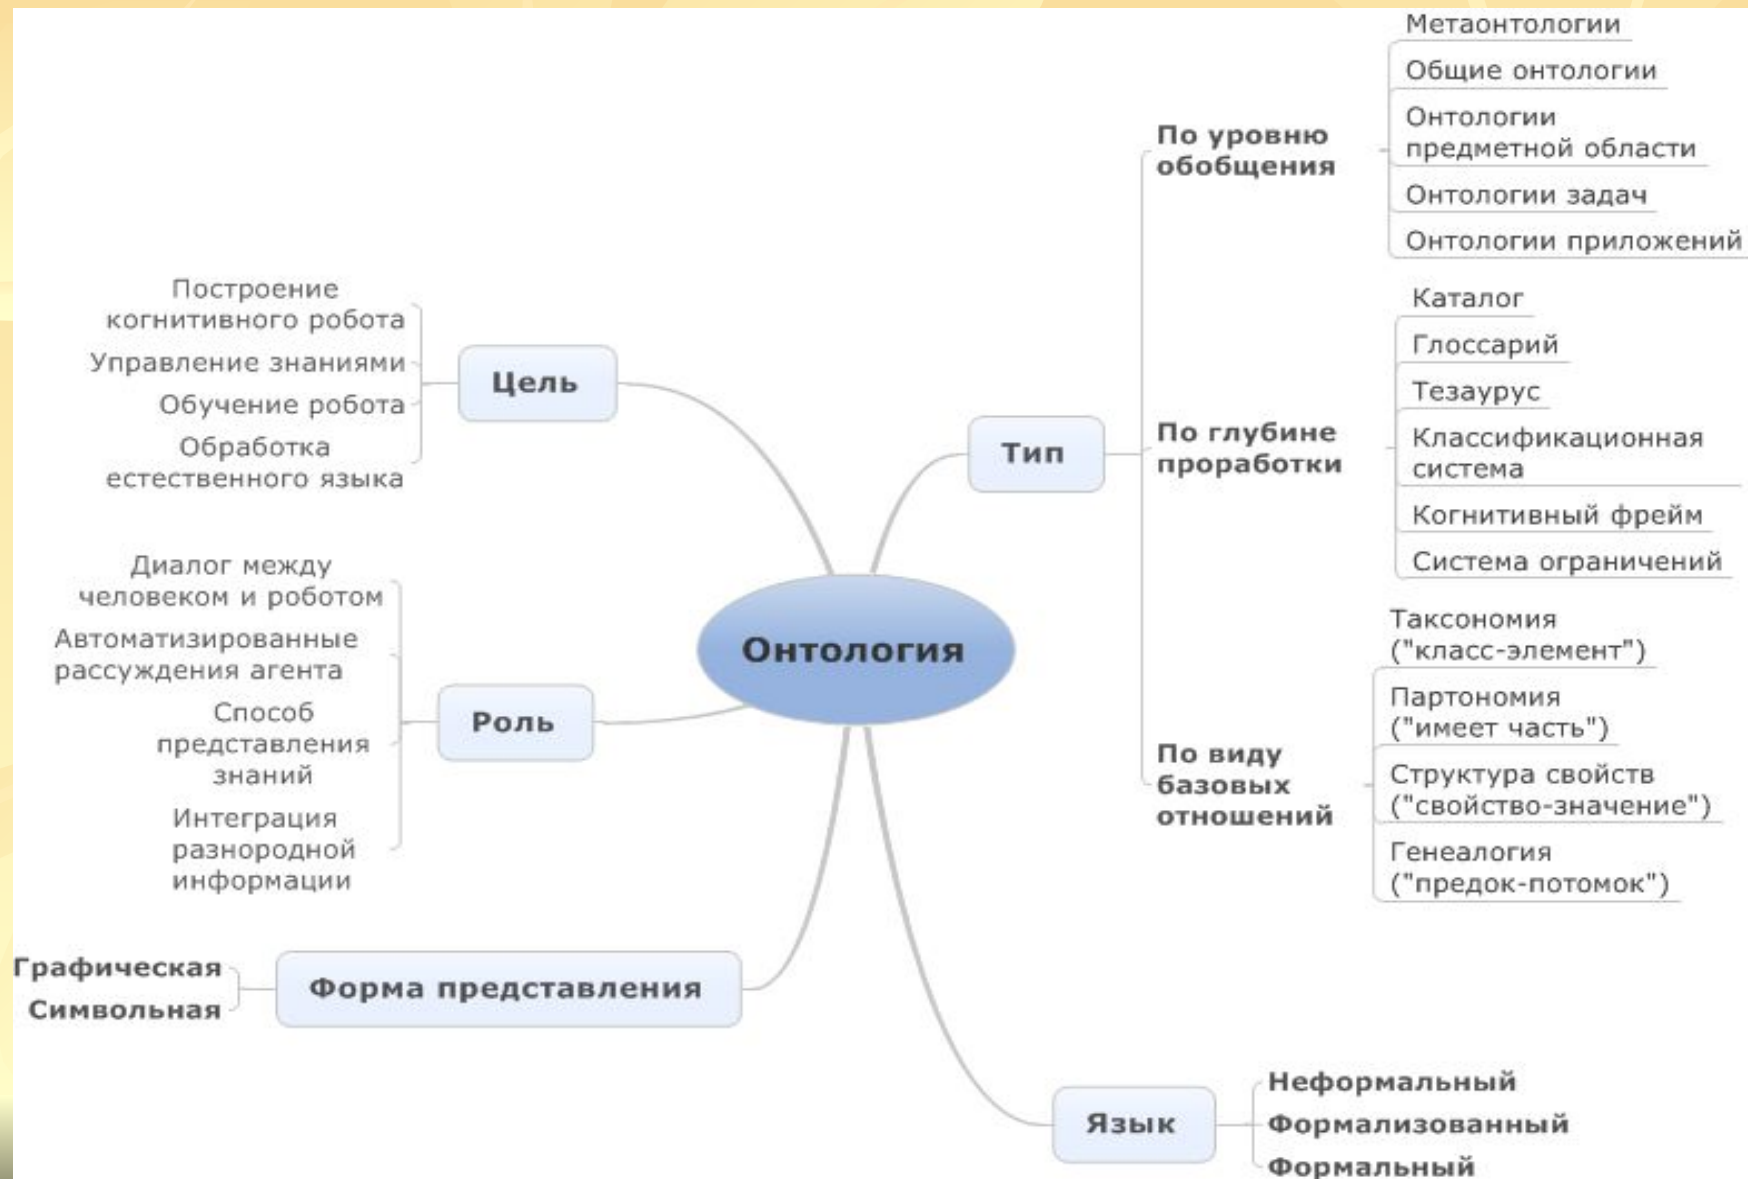 Онтология
Цель
Построение
когнитивного робота
Управление знаниями
Обучение робота
Обработка
естественного языка
Роль
Диалог между
человеком и роботом
Автоматизированные
рассуждения агента
Способ
представления
знаний
Интеграция
разнородной
информации
Форма представления
Графическая
Символьная
Тип
По уровню
обобщения
Метаонтологии
Общие онтологии
Онтологии
предметной области
Онтологии задач
Онтологии приложений
По глубине
проработки
Каталог
Глоссарий
Тезаурус
Классификационная
система
Когнитивный фрейм
Система ограничений
По виду
базовых
отношений
Таксономия
("класс-элемент")
Партономия
("имеет часть")
Структура свойств
("свойство-значение")
Генеалогия
("предок-потомок")
Язык
Неформальный
Формализованный
Формальный